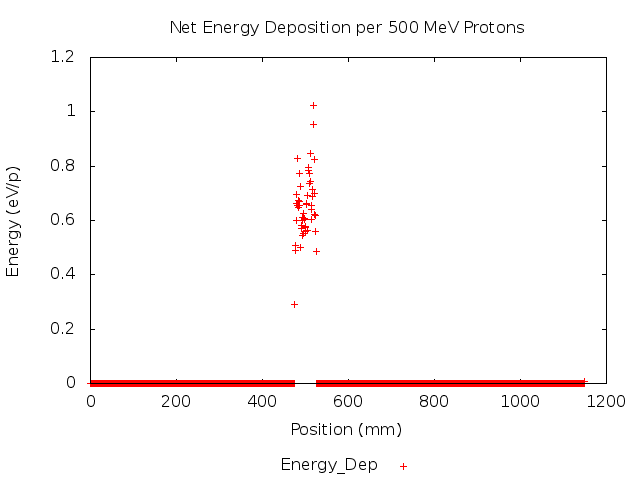 Net Energy Deposition per 500 MeV Protons
1.2
1
0.8
0.6
0.4
0.2
0
Energy (eV/p)
0 200 400 600 800 1000 1200
Position (mm)
Energy_Dep